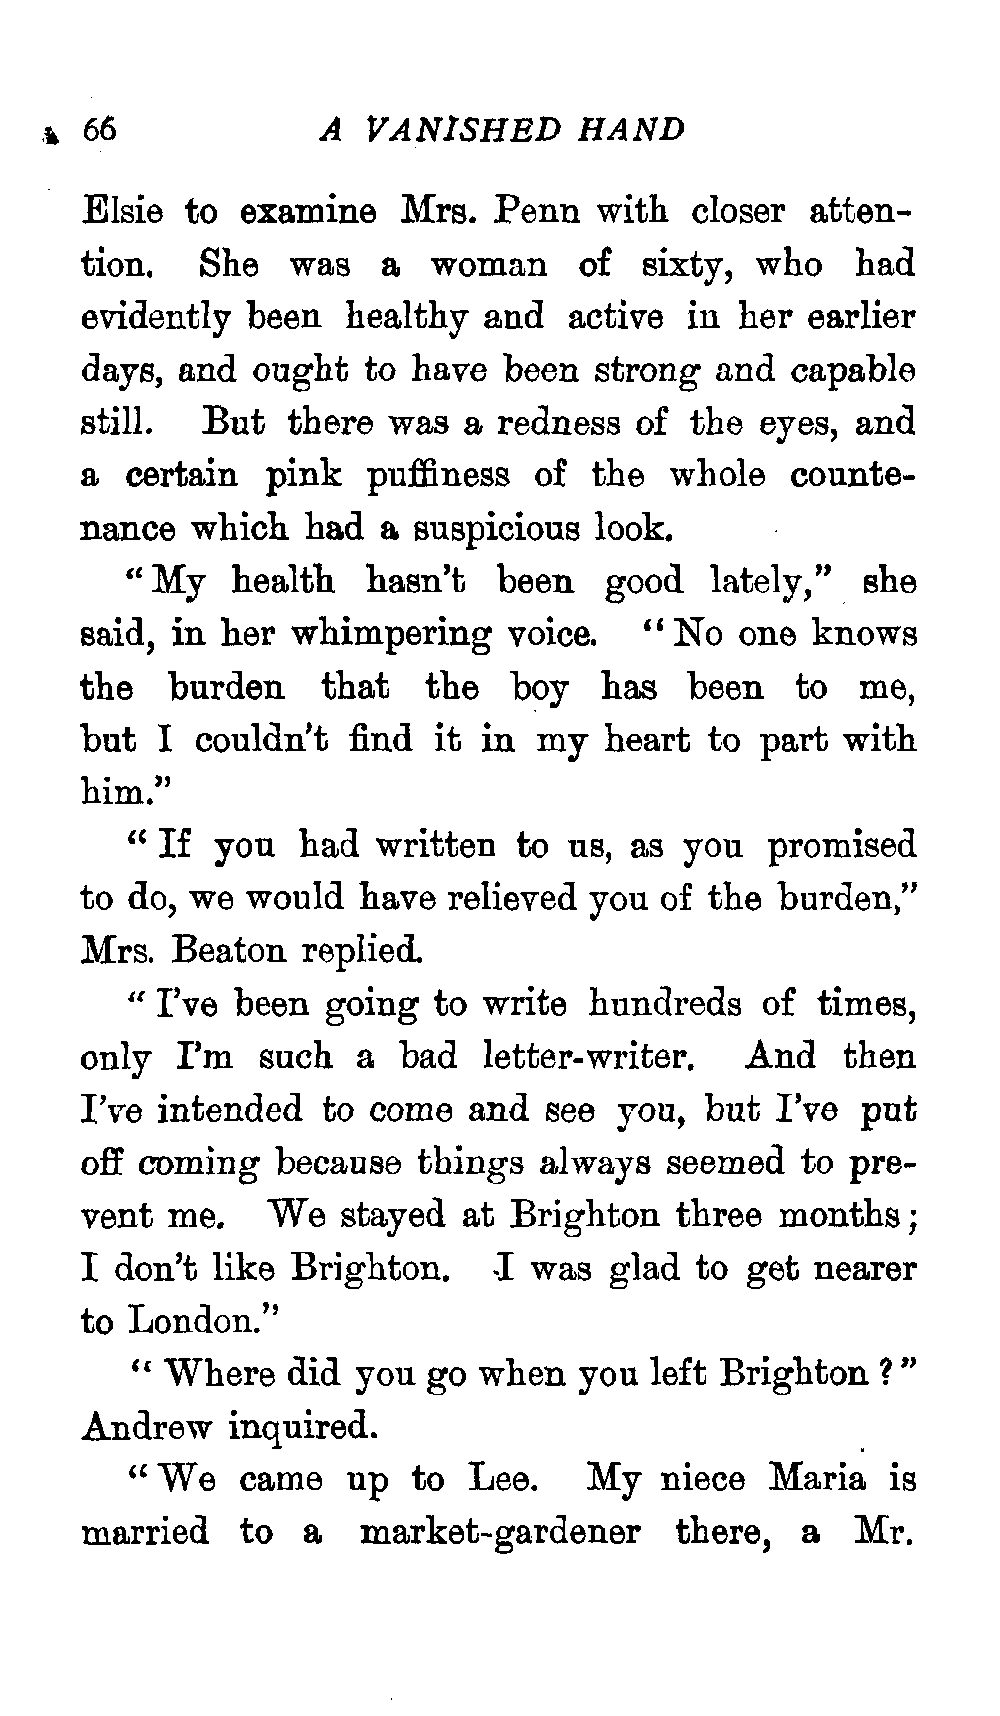 66 A VANISHED HAND
Elsie to examine Mrs. Penn with closer atten-
tion. She was a woman of sixty, who had
evidently been healthy and active in her earlier
days, and ought to have been strong and capable
still. But there was a redness of the eyes, and
a certain pink puffiness of the whole counte-
nance which had a suspicious look.
“My health hasn’t been good lately,” she
said, in her whimpering voice. “No one knows
the burden that the boy has been to me,
but I couldn’t find it in my heart to part with
him.”
“If you had written to us, as you promised
to do, we would have relieved you of the burden,”
Mrs. Beaton replied.
“I’ve been going to write hundreds of times,
only I’m such a bad letter-writer. And then
I’ve intended to come and see you, but I’ve put
off coming because things always seemed to pre-
vent me. We stayed at Brighton three months;
I don’t like Brighton. I was glad to get nearer
to London.”
“Where did you go when you left Brighton?”
Andrew inquired.
“We came up to Lee. My niece Maria is
married to a market-gardener there, a Mr.